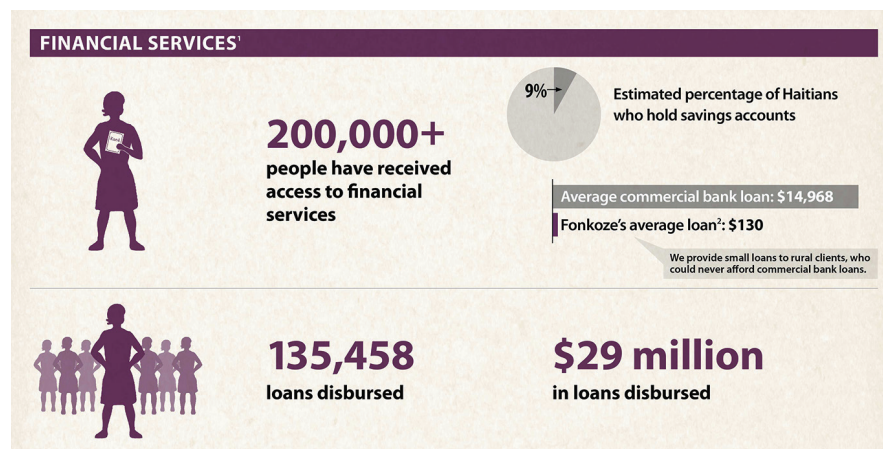 FINANCIAL SERVICES¹
200,000+
people have received
access to financial
services
9%
Estimated percentage of Haitians
who hold savings accounts
Average commercial bank loan: $14,968
Fonkoze's average loan²: $130
We provide small loans to rural clients, who
could never afford commercial bank loans.
135,458
loans disbursed
$29 million
in loans disbursed